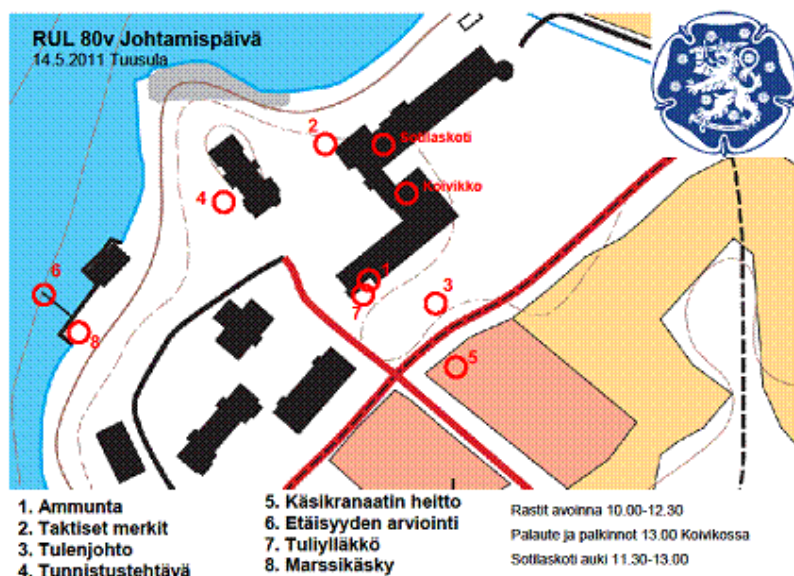 RUL 80v Johtamispäivä
14.5.2011 Tuusula
2
Sotilaskoti
4
Koivikko
6
1
7
3
8
5
1. Ammunta
2. Taktiset merkit
3. Tulenjohto
4. Tunnistustehtävä
5. Käsikranaatin heitto
6. Etäisyyden arviointi
7. Tuliylläkkö
8. Marssikäsky
Rastit avoinna 10.00-12.30
Palaute ja palkinnot 13.00 Koivikossa
Sotilaskoti auki 11.30-13.00